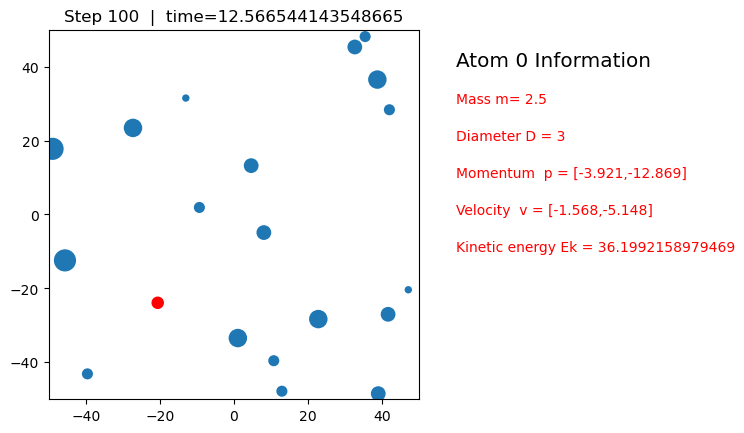 Step 100  |  time=12.566544143548665
Atom 0 Information
Mass m= 2.5
Diameter D = 3
Momentum  p = [-3.921,-12.869]
Velocity  v = [-1.568,-5.148]
Kinetic energy Ek = 36.1992158979469
40
20
0
−20
−40
−40 −20 0 20 40